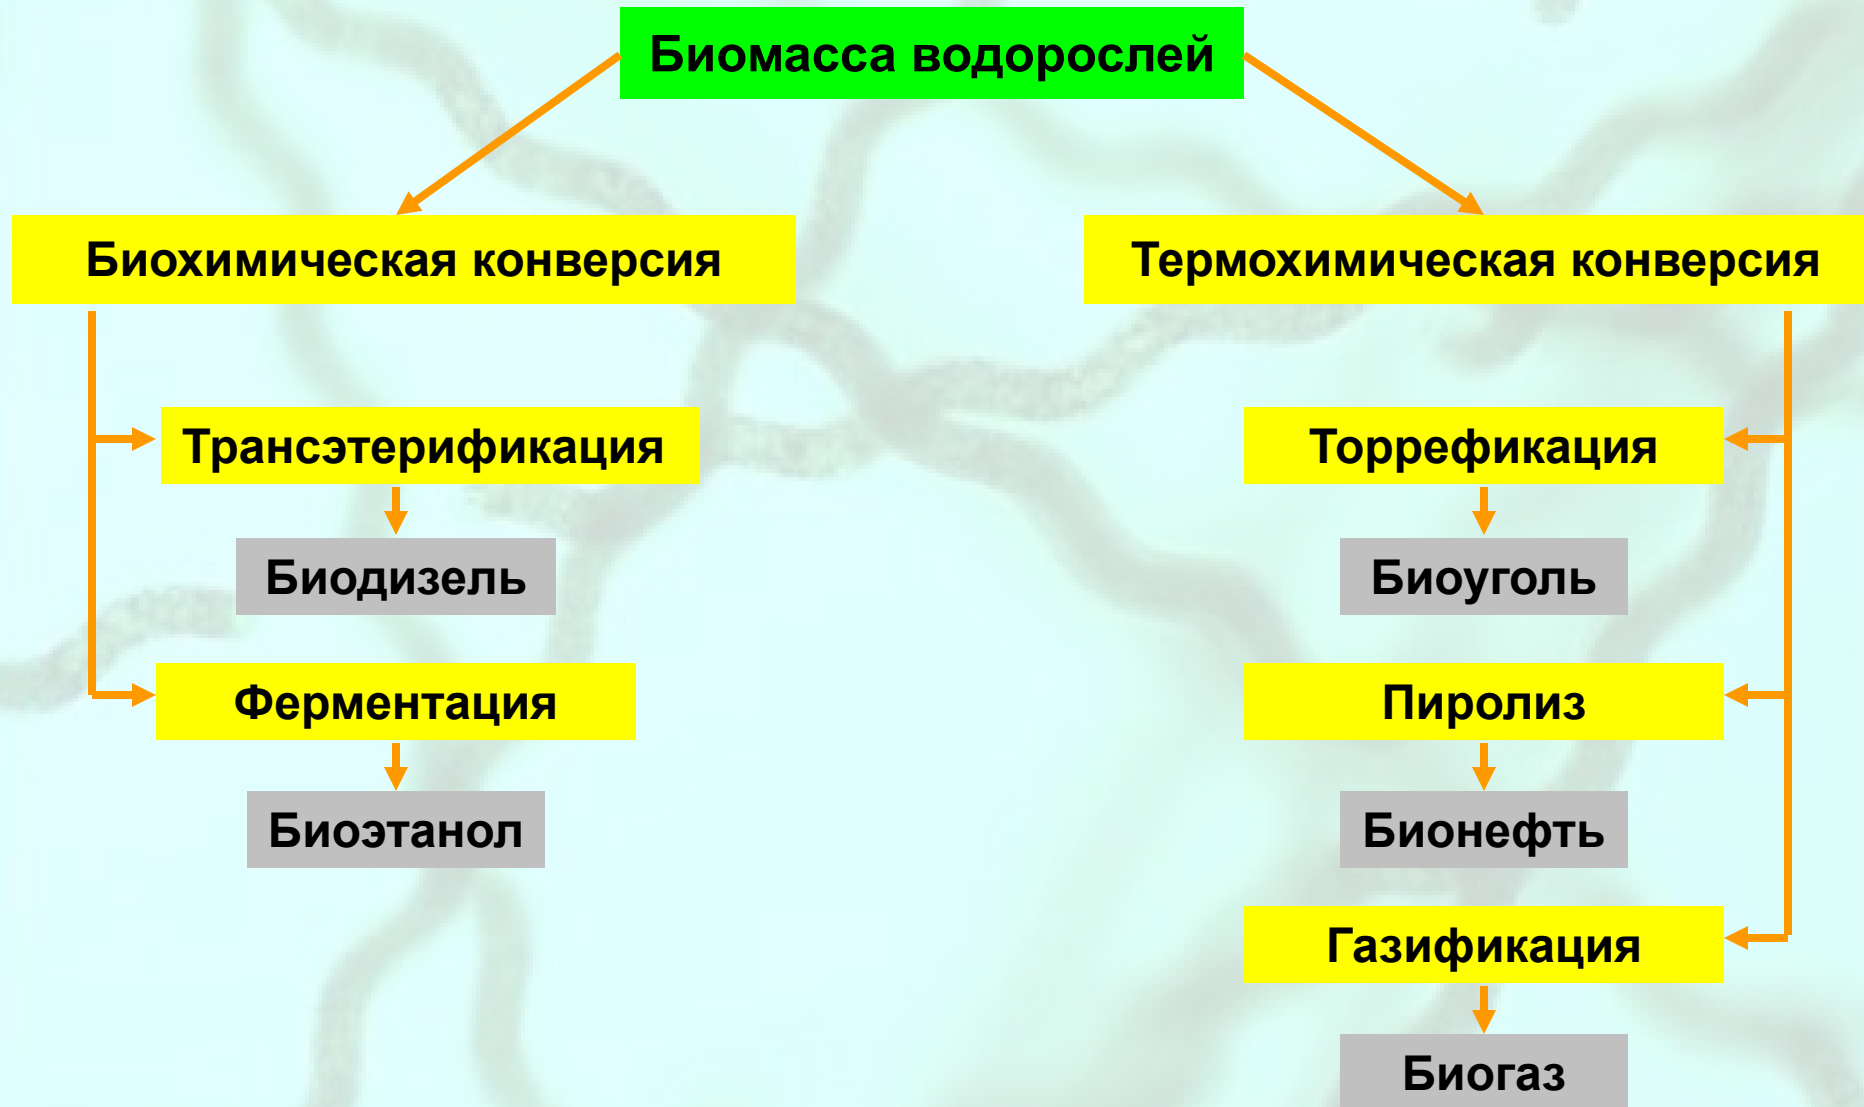 Биомасса водорослей
Биохимическая конверсия
Термохимическая конверсия
Трансэтерификация
Торрефикация
Биодизель
Биоуголь
Ферментация
Пиролиз
Биоэтанол
Бионефть
Газификация
Биогаз